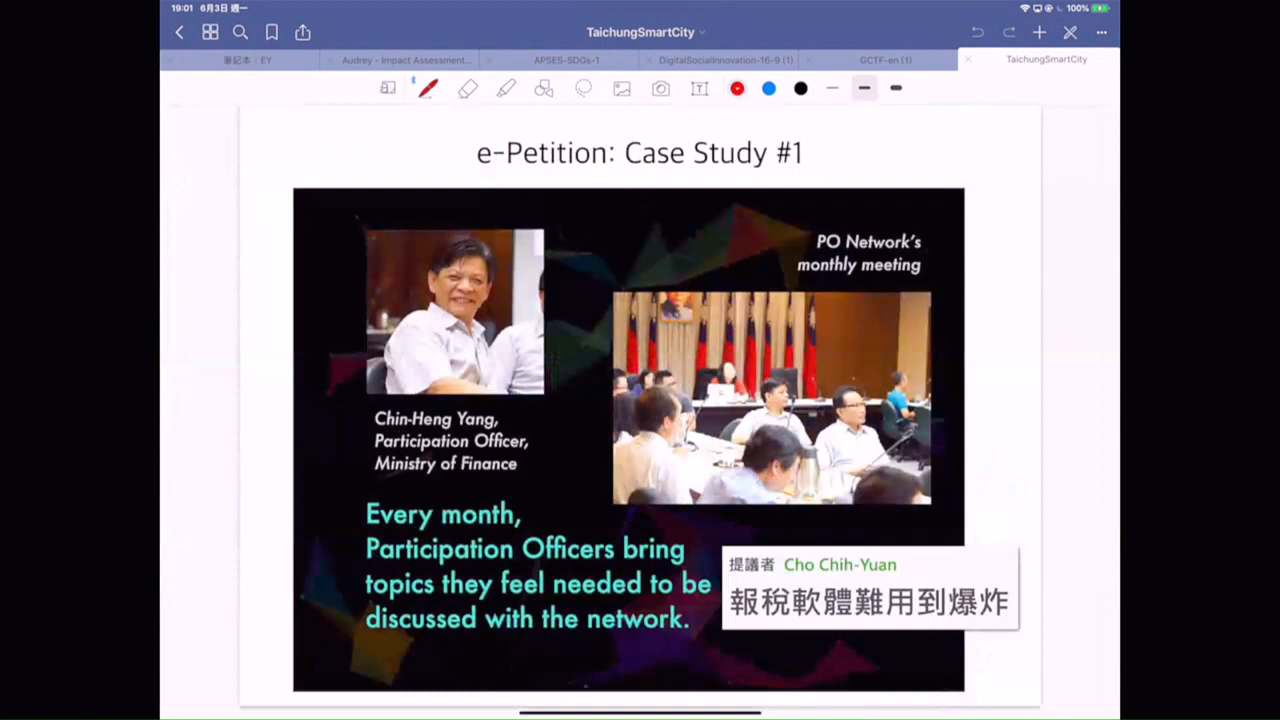 19:01 6月3日 週一
100%
TaichungSmartCity
筆記本：EY
Audrey - Impact Assessment...
APSES-SDGs-1
DigitalSocialInnovation-16-9 (1)
GCTF-en (1)
TaichungSmartCity
e-Petition: Case Study #1
PO Network's
monthly meeting
Chin-Heng Yang,
Participation Officer,
Ministry of Finance
Every month,
Participation Officers bring
topics they feel needed to be
discussed with the network.
提議者 Cho Chih-Yuan
報稅軟體難用到爆炸